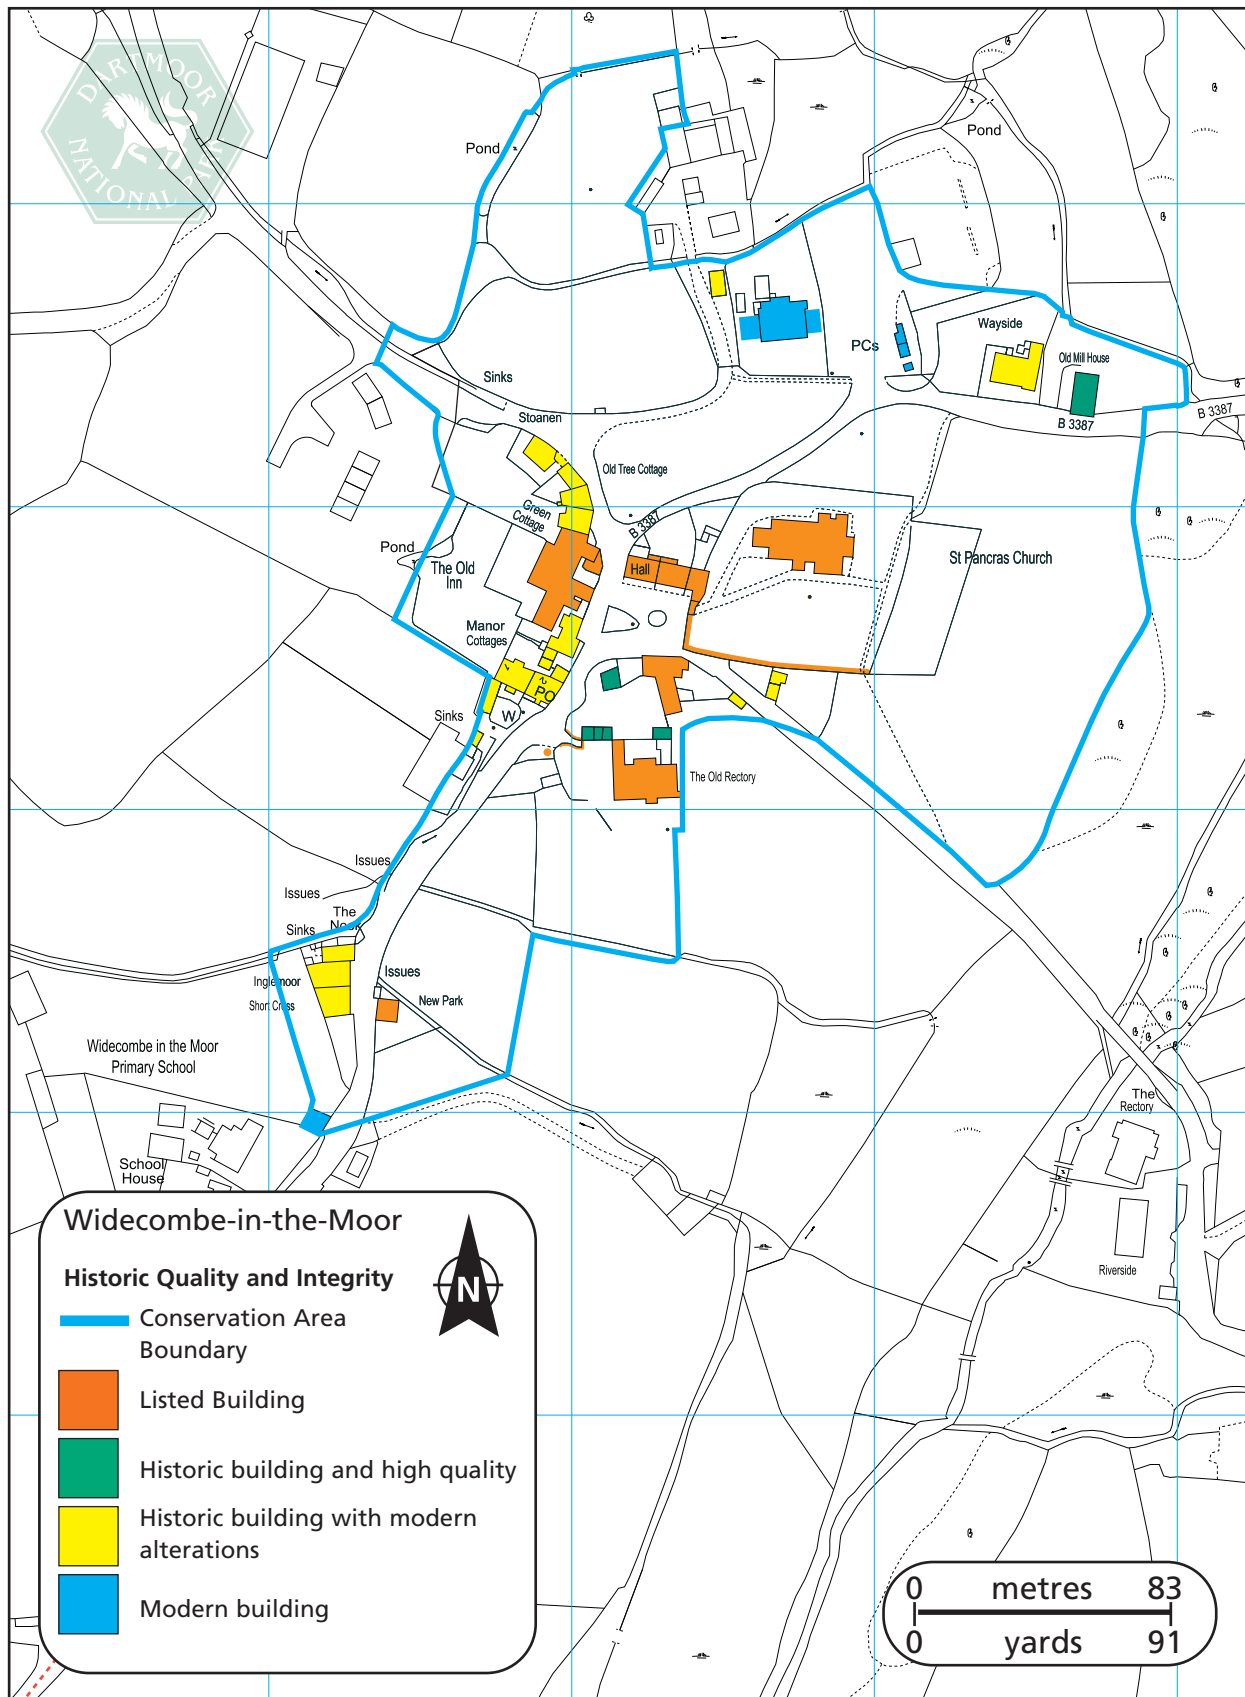 DARTMOOR
NATIONAL PARK
Pond
Pond
Wayside
PCs
Old Mill House
Sinks
B 3387
B 3387
Stoanen
Old Tree Cottage
Green
Cottage
B 3387
Pond
The Old
Inn
Hall
St Pancras Church
Manor
Cottages
PO
W
Sinks
The Old Rectory
Issues
Issues
The
Nook
Sinks
Issues
Inglemoor
Short Cross
New Park
Widecombe in the Moor
Primary School
The
Rectory
School
House
Riverside
Widecombe-in-the-Moor
Historic Quality and Integrity
N
Conservation Area
Boundary
Listed Building
Historic building and high quality
Historic building with modern
alterations
Modern building
0 metres 83
0 yards 91